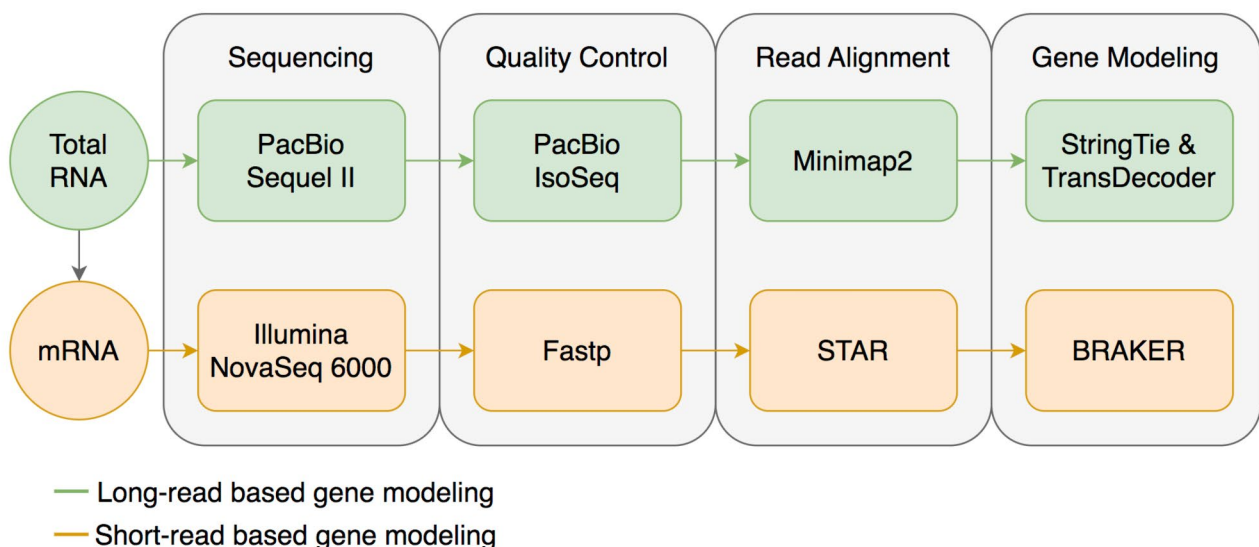 Sequencing
Quality Control
Read Alignment
Gene Modeling
Total
RNA
PacBio
Sequel II
PacBio
IsoSeq
Minimap2
StringTie &
TransDecoder
mRNA
Illumina
NovaSeq 6000
Fastp
STAR
BRAKER
Long-read based gene modeling
Short-read based gene modeling